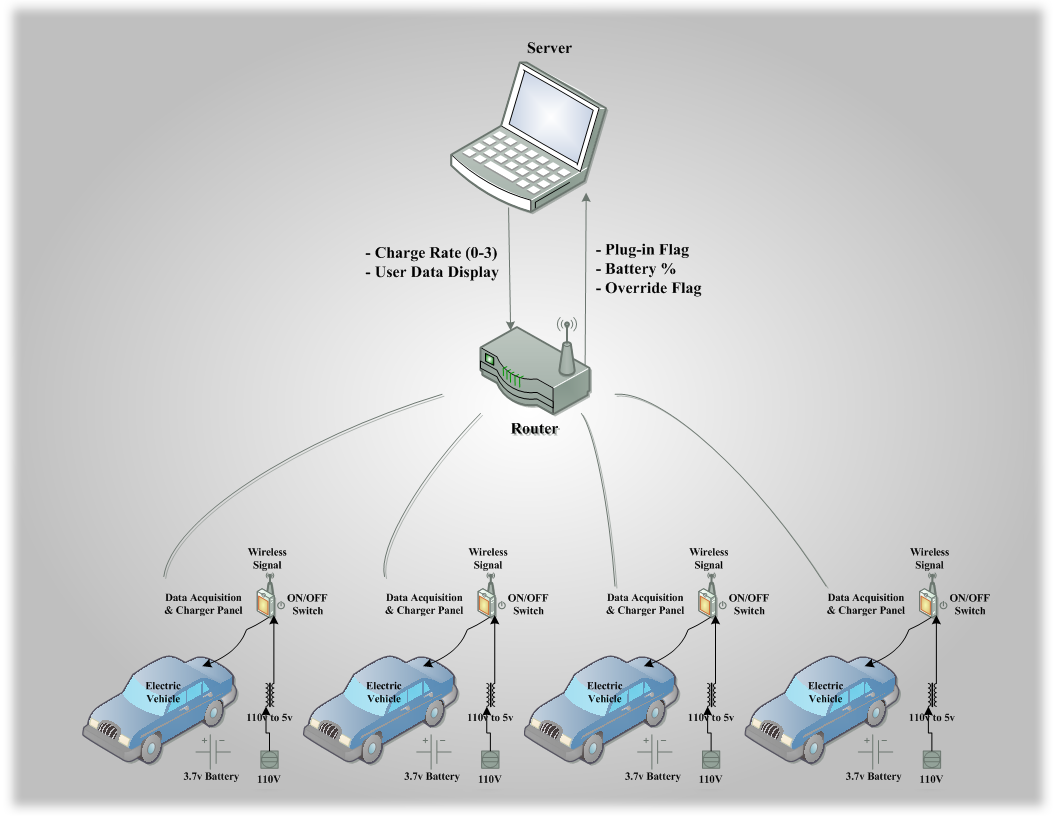 Server
- Charge Rate (0-3)
- User Data Display
- Plug-in Flag
- Battery %
- Override Flag
Router
Wireless
Signal
Data Acquisition
& Charger Panel
ON/OFF
Switch
Electric
Vehicle
110v to 5v
+ −
3.7v Battery
110V
Wireless
Signal
Data Acquisition
& Charger Panel
ON/OFF
Switch
Electric
Vehicle
110v to 5v
+ −
3.7v Battery
110V
Wireless
Signal
Data Acquisition
& Charger Panel
ON/OFF
Switch
Electric
Vehicle
110v to 5v
+ −
3.7v Battery
110V
Wireless
Signal
Data Acquisition
& Charger Panel
ON/OFF
Switch
Electric
Vehicle
110v to 5v
+ −
3.7v Battery
110V